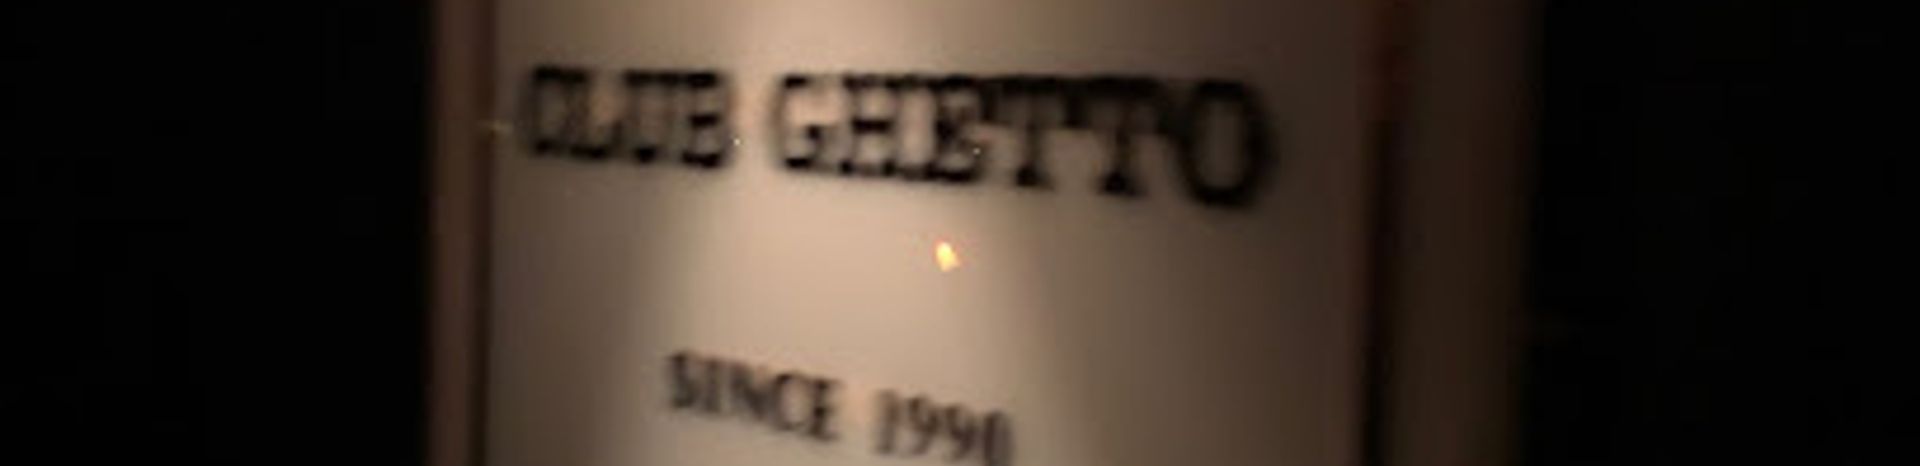 CLUB GHETTO
SINCE 1990